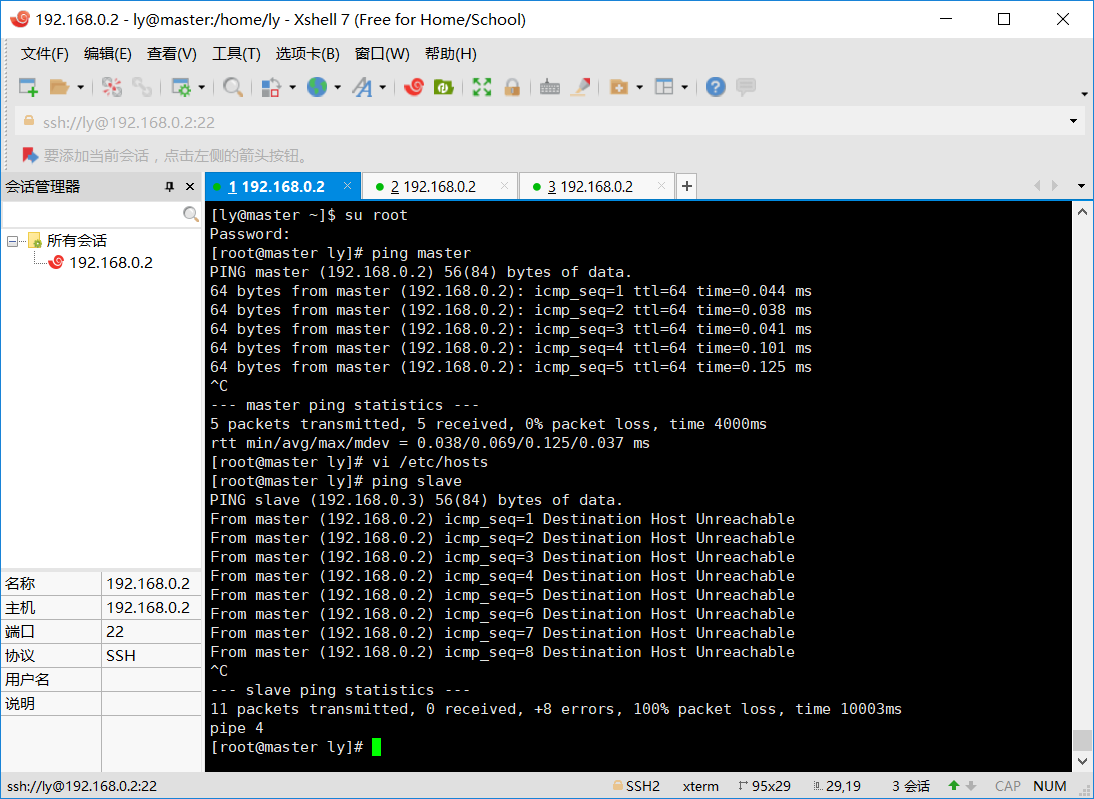 192.168.0.2 - ly@master:/home/ly - Xshell 7 (Free for Home/School)
文件(F) 编辑(E) 查看(V) 工具(T) 选项卡(B) 窗口(W) 帮助(H)
ssh://ly@192.168.0.2:22
要添加当前会话，点击左侧的箭头按钮。
会话管理器
1 192.168.0.2 2 192.168.0.2 3 192.168.0.2
所有会话
192.168.0.2
名称 192.168.0.2
主机 192.168.0.2
端口 22
协议 SSH
用户名
说明
[ly@master ~]$ su root
Password:
[root@master ly]# ping master
PING master (192.168.0.2) 56(84) bytes of data.
64 bytes from master (192.168.0.2): icmp_seq=1 ttl=64 time=0.044 ms
64 bytes from master (192.168.0.2): icmp_seq=2 ttl=64 time=0.038 ms
64 bytes from master (192.168.0.2): icmp_seq=3 ttl=64 time=0.041 ms
64 bytes from master (192.168.0.2): icmp_seq=4 ttl=64 time=0.101 ms
64 bytes from master (192.168.0.2): icmp_seq=5 ttl=64 time=0.125 ms
^C
--- master ping statistics ---
5 packets transmitted, 5 received, 0% packet loss, time 4000ms
rtt min/avg/max/mdev = 0.038/0.069/0.125/0.037 ms
[root@master ly]# vi /etc/hosts
[root@master ly]# ping slave
PING slave (192.168.0.3) 56(84) bytes of data.
From master (192.168.0.2) icmp_seq=1 Destination Host Unreachable
From master (192.168.0.2) icmp_seq=2 Destination Host Unreachable
From master (192.168.0.2) icmp_seq=3 Destination Host Unreachable
From master (192.168.0.2) icmp_seq=4 Destination Host Unreachable
From master (192.168.0.2) icmp_seq=5 Destination Host Unreachable
From master (192.168.0.2) icmp_seq=6 Destination Host Unreachable
From master (192.168.0.2) icmp_seq=7 Destination Host Unreachable
From master (192.168.0.2) icmp_seq=8 Destination Host Unreachable
^C
--- slave ping statistics ---
11 packets transmitted, 0 received, +8 errors, 100% packet loss, time 10003ms
pipe 4
[root@master ly]#
ssh://ly@192.168.0.2:22 SSH2 xterm 95x29 29,19 3 会话 CAP NUM